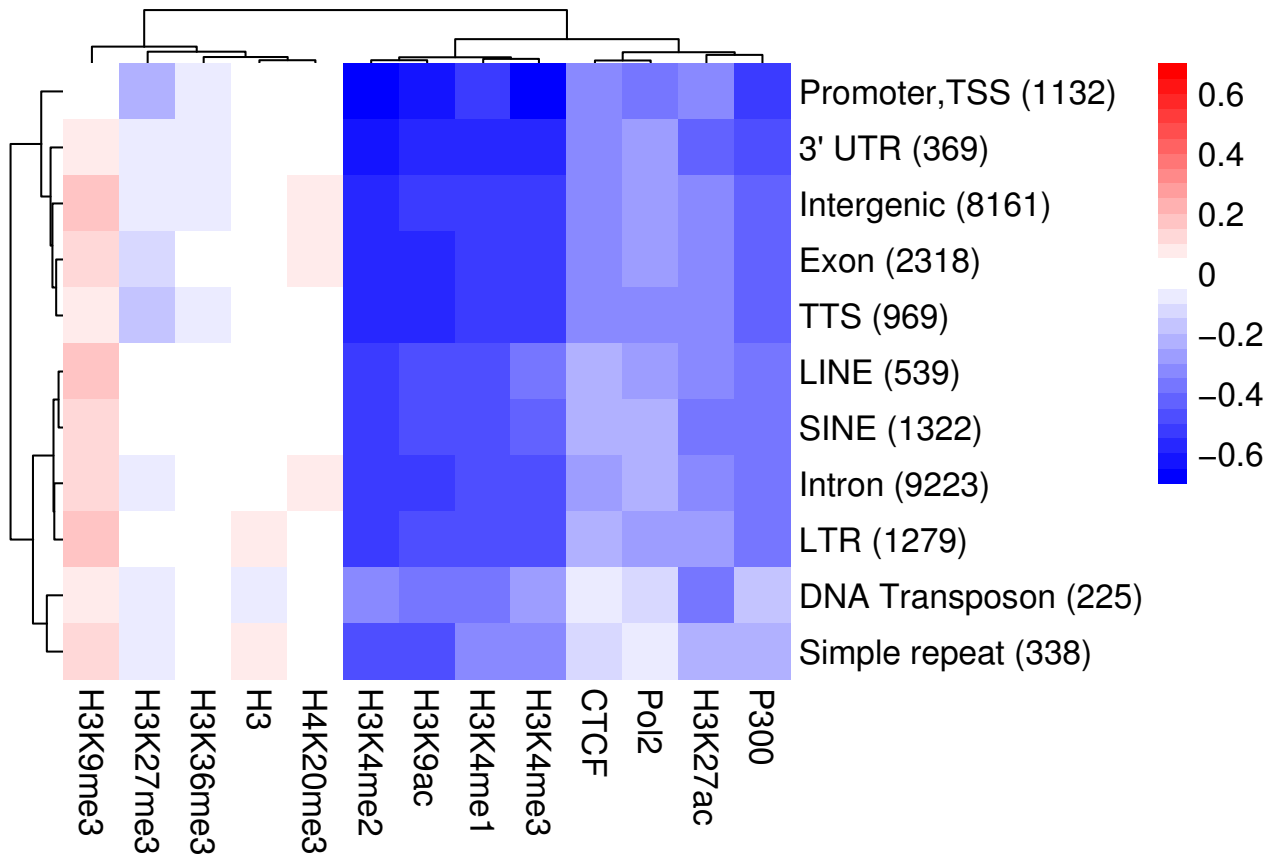 Promoter,TSS (1132)
3' UTR (369)
Intergenic (8161)
Exon (2318)
TTS (969)
LINE (539)
SINE (1322)
Intron (9223)
LTR (1279)
DNA Transposon (225)
Simple repeat (338)
0.6
0.4
0.2
0
−0.2
−0.4
−0.6
H3K9me3
H3K27me3
H3K36me3
H3
H4K20me3
H3K4me2
H3K9ac
H3K4me1
H3K4me3
CTCF
Pol2
H3K27ac
P300